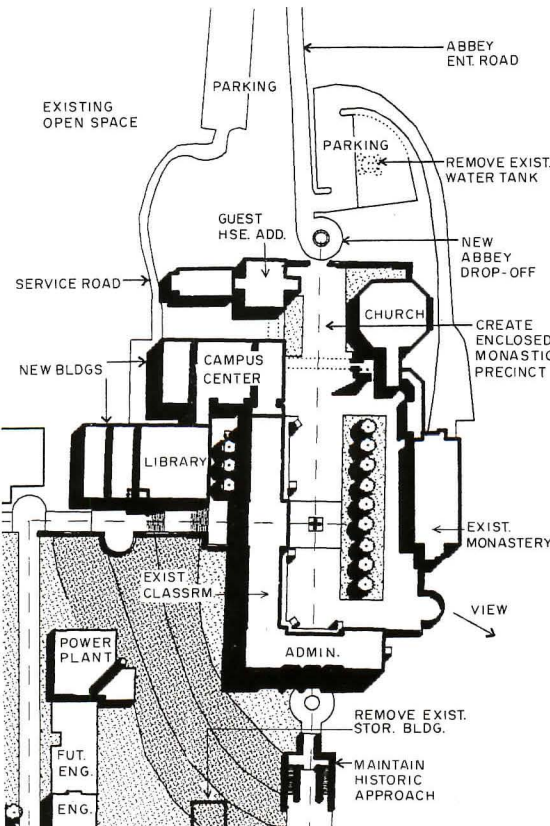 ABBEY
ENT. ROAD
PARKING
EXISTING
OPEN SPACE
PARKING
REMOVE EXIST.
WATER TANK
GUEST
HSE. ADD.
NEW
ABBEY
DROP-OFF
SERVICE ROAD
CHURCH
CREATE
ENCLOSED
MONASTIC
PRECINCT
NEW BLDGS
CAMPUS
CENTER
LIBRARY
EXIST.
MONASTERY
EXIST.
CLASSRM.
VIEW
ADMIN.
POWER
PLANT
REMOVE EXIST.
STOR. BLDG.
FUT.
ENG.
MAINTAIN
HISTORIC
APPROACH
ENG.